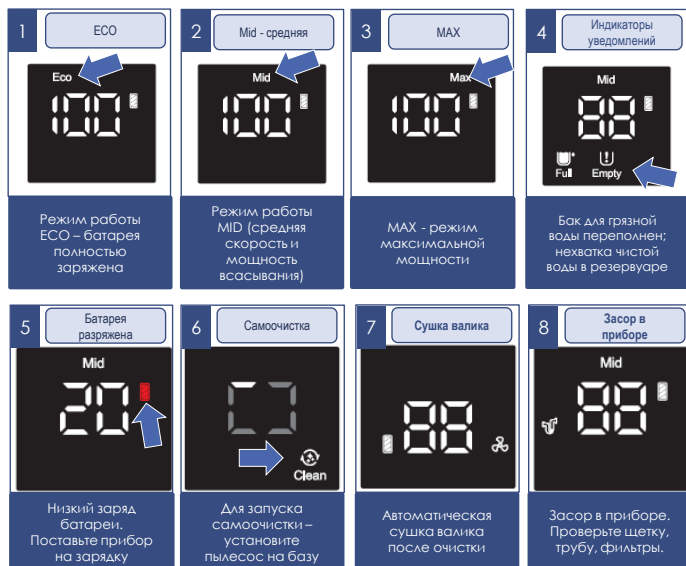 1
ECO
Eco
100
Режим работы
ECO – батарея
полностью
заряжена
2
Mid - средняя
Mid
100
Режим работы
MID (средняя
скорость и
мощность
всасывания)
3
MAX
Max
100
MAX - режим
максимальной
мощности
4
Индикаторы
уведомлений
Mid
88
Full Empty
Бак для грязной
воды переполнен;
нехватка чистой
воды в резервуаре
5
Батарея
разряжена
Mid
20
Низкий заряд
батареи.
Поставьте прибор
на зарядку
6
Самоочистка
Clean
Для запуска
самоочистки –
установите
пылесос на базу
7
Сушка валика
88
Автоматическая
сушка валика
после очистки
8
Засор в
приборе
Mid
88
Засор в приборе.
Проверьте щетку,
трубу, фильтры.